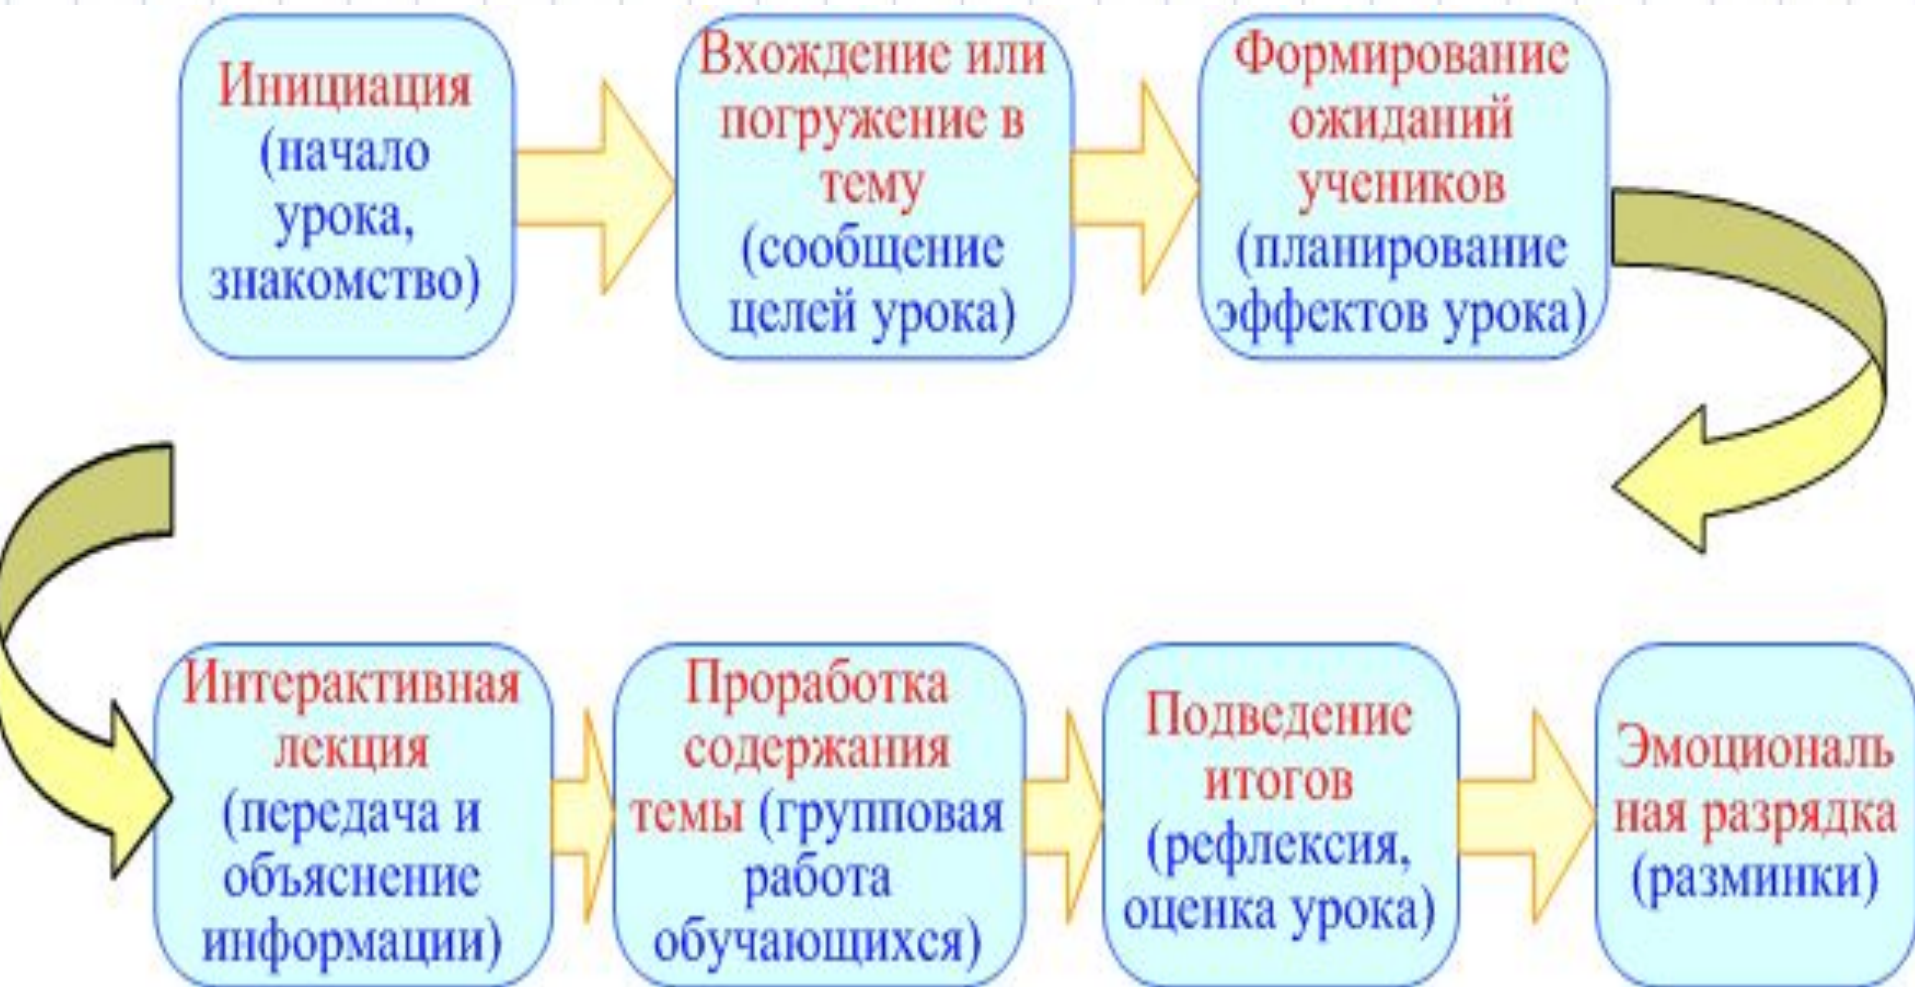 Инициация
(начало
урока,
знакомство)
Вхождение или
погружение в
тему
(сообщение
целей урока)
Формирование
ожиданий
учеников
(планирование
эффектов урока)
Интерактивная
лекция
(передача и
объяснение
информации)
Проработка
содержания
темы (групповая
работа
обучающихся)
Подведение
итогов
(рефлексия,
оценка урока)
Эмоциональ
ная разрядка
(разминки)